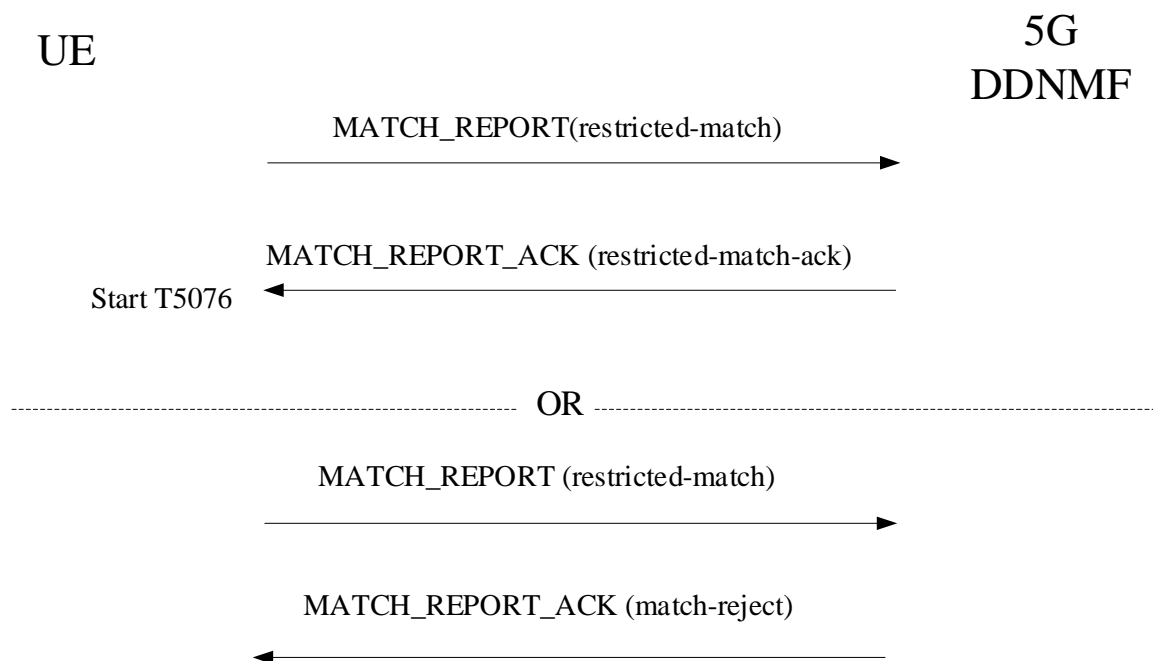 UE
5G
DDNMF
MATCH_REPORT(restricted-match)
MATCH_REPORT_ACK (restricted-match-ack)
Start T5076
OR
MATCH_REPORT (restricted-match)
MATCH_REPORT_ACK (match-reject)